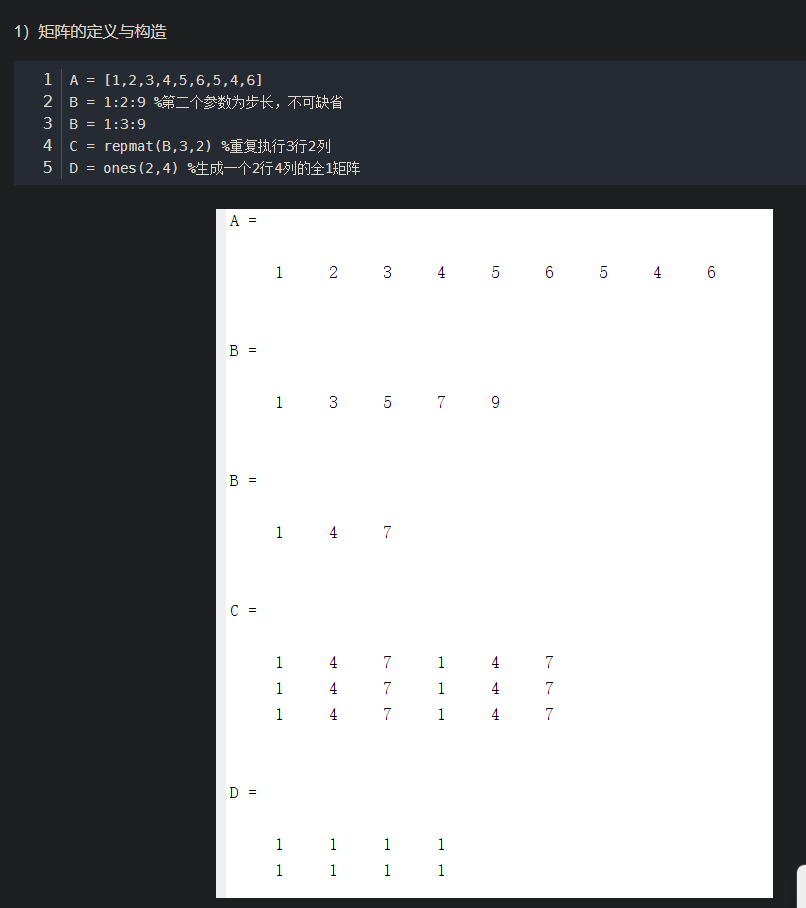 1）矩阵的定义与构造
1 A = [1,2,3,4,5,6,5,4,6]
2 B = 1:2:9 %第二个参数为步长，不可缺省
3 B = 1:3:9
4 C = repmat(B,3,2) %重复执行3行2列
5 D = ones(2,4) %生成一个2行4列的全1矩阵
A =
1 2 3 4 5 6 5 4 6
B =
1 3 5 7 9
B =
1 4 7
C =
1 4 7 1 4 7
1 4 7 1 4 7
1 4 7 1 4 7
D =
1 1 1 1
1 1 1 1